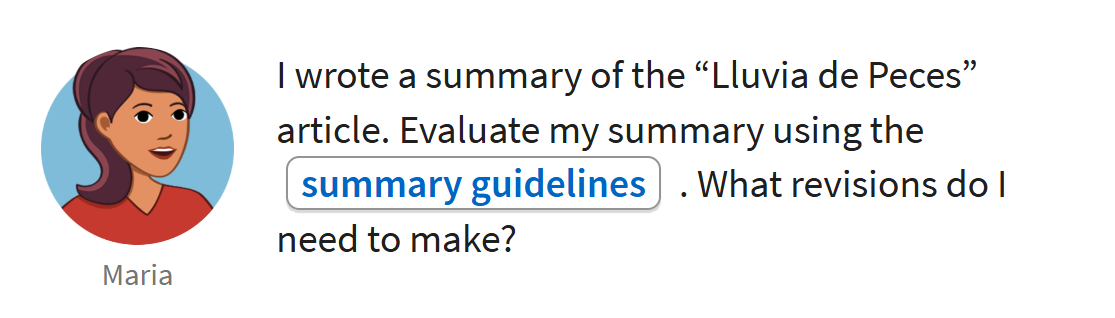 I wrote a summary of the “Lluvia de Peces”
article. Evaluate my summary using the
summary guidelines . What revisions do I
need to make?
Maria